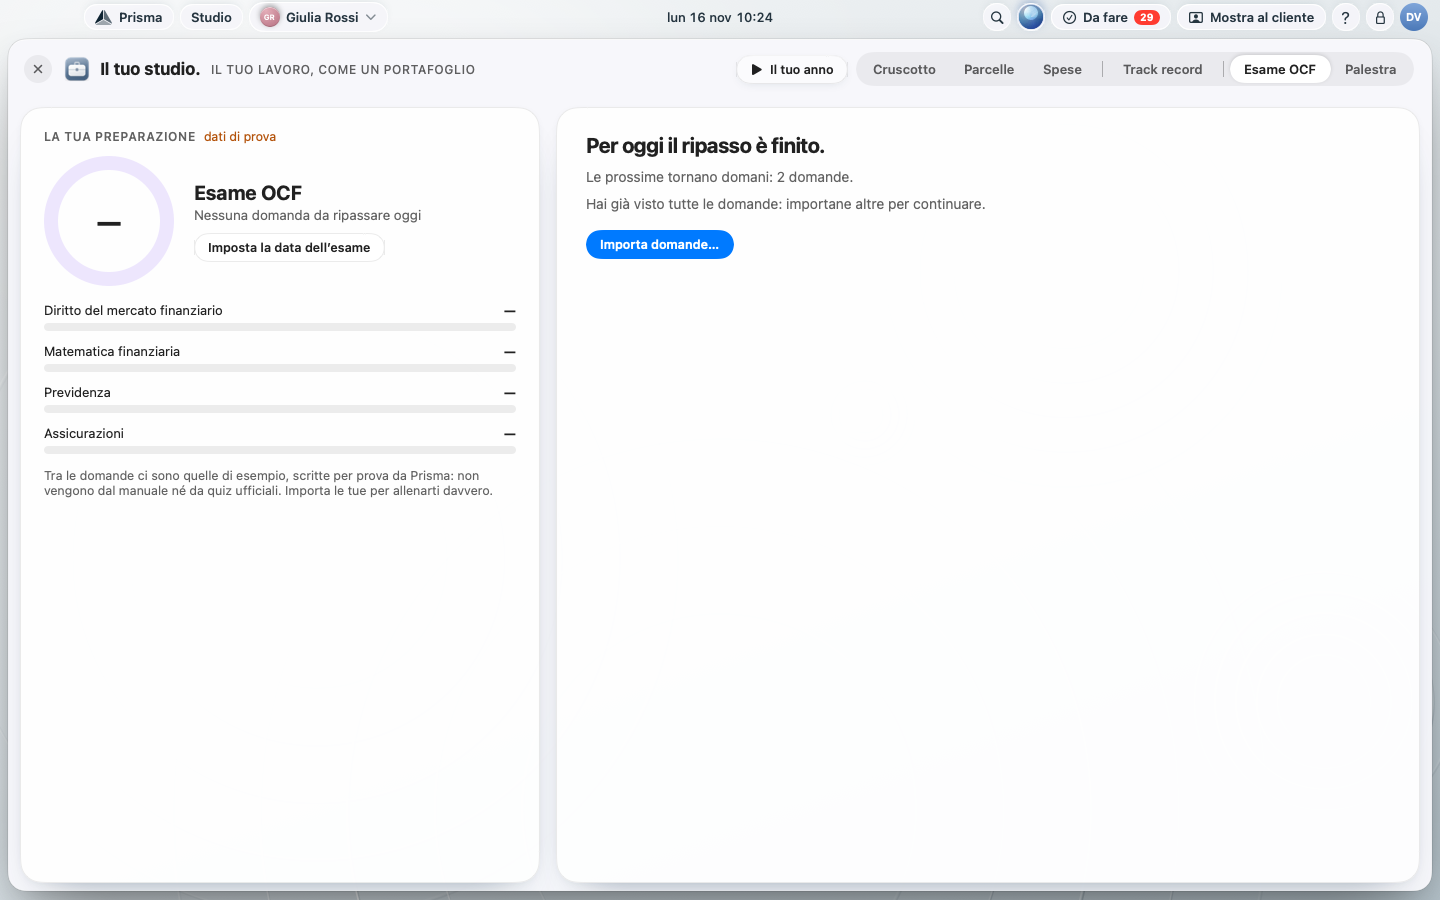 Prisma
Studio
GR
Giulia Rossi
lun 16 nov 10:24
Da fare 29
Mostra al cliente
?
DV
Il tuo studio. IL TUO LAVORO, COME UN PORTAFOGLIO
Il tuo anno
Cruscotto
Parcelle
Spese
Track record
Esame OCF
Palestra
LA TUA PREPARAZIONE dati di prova
—
Esame OCF
Nessuna domanda da ripassare oggi
Imposta la data dell’esame
Diritto del mercato finanziario —
Matematica finanziaria —
Previdenza —
Assicurazioni —
Tra le domande ci sono quelle di esempio, scritte per prova da Prisma: non
vengono dal manuale né da quiz ufficiali. Importa le tue per allenarti davvero.
Per oggi il ripasso è finito.
Le prossime tornano domani: 2 domande.
Hai già visto tutte le domande: importane altre per continuare.
Importa domande…